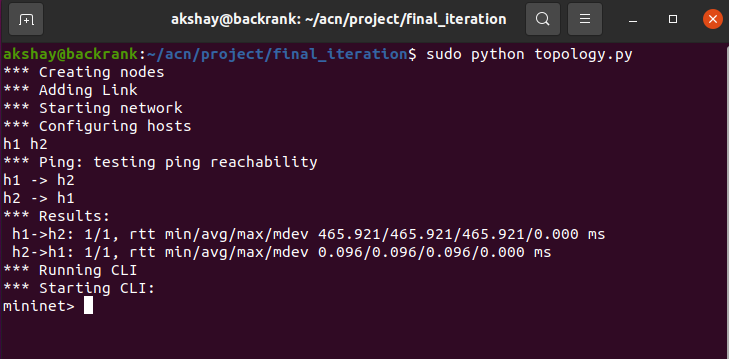 akshay@backrank: ~/acn/project/final_iteration
akshay@backrank:~/acn/project/final_iteration$ sudo python topology.py
*** Creating nodes
*** Adding Link
*** Starting network
*** Configuring hosts
h1 h2
*** Ping: testing ping reachability
h1 -> h2
h2 -> h1
*** Results:
 h1->h2: 1/1, rtt min/avg/max/mdev 465.921/465.921/465.921/0.000 ms
 h2->h1: 1/1, rtt min/avg/max/mdev 0.096/0.096/0.096/0.000 ms
*** Running CLI
*** Starting CLI:
mininet>